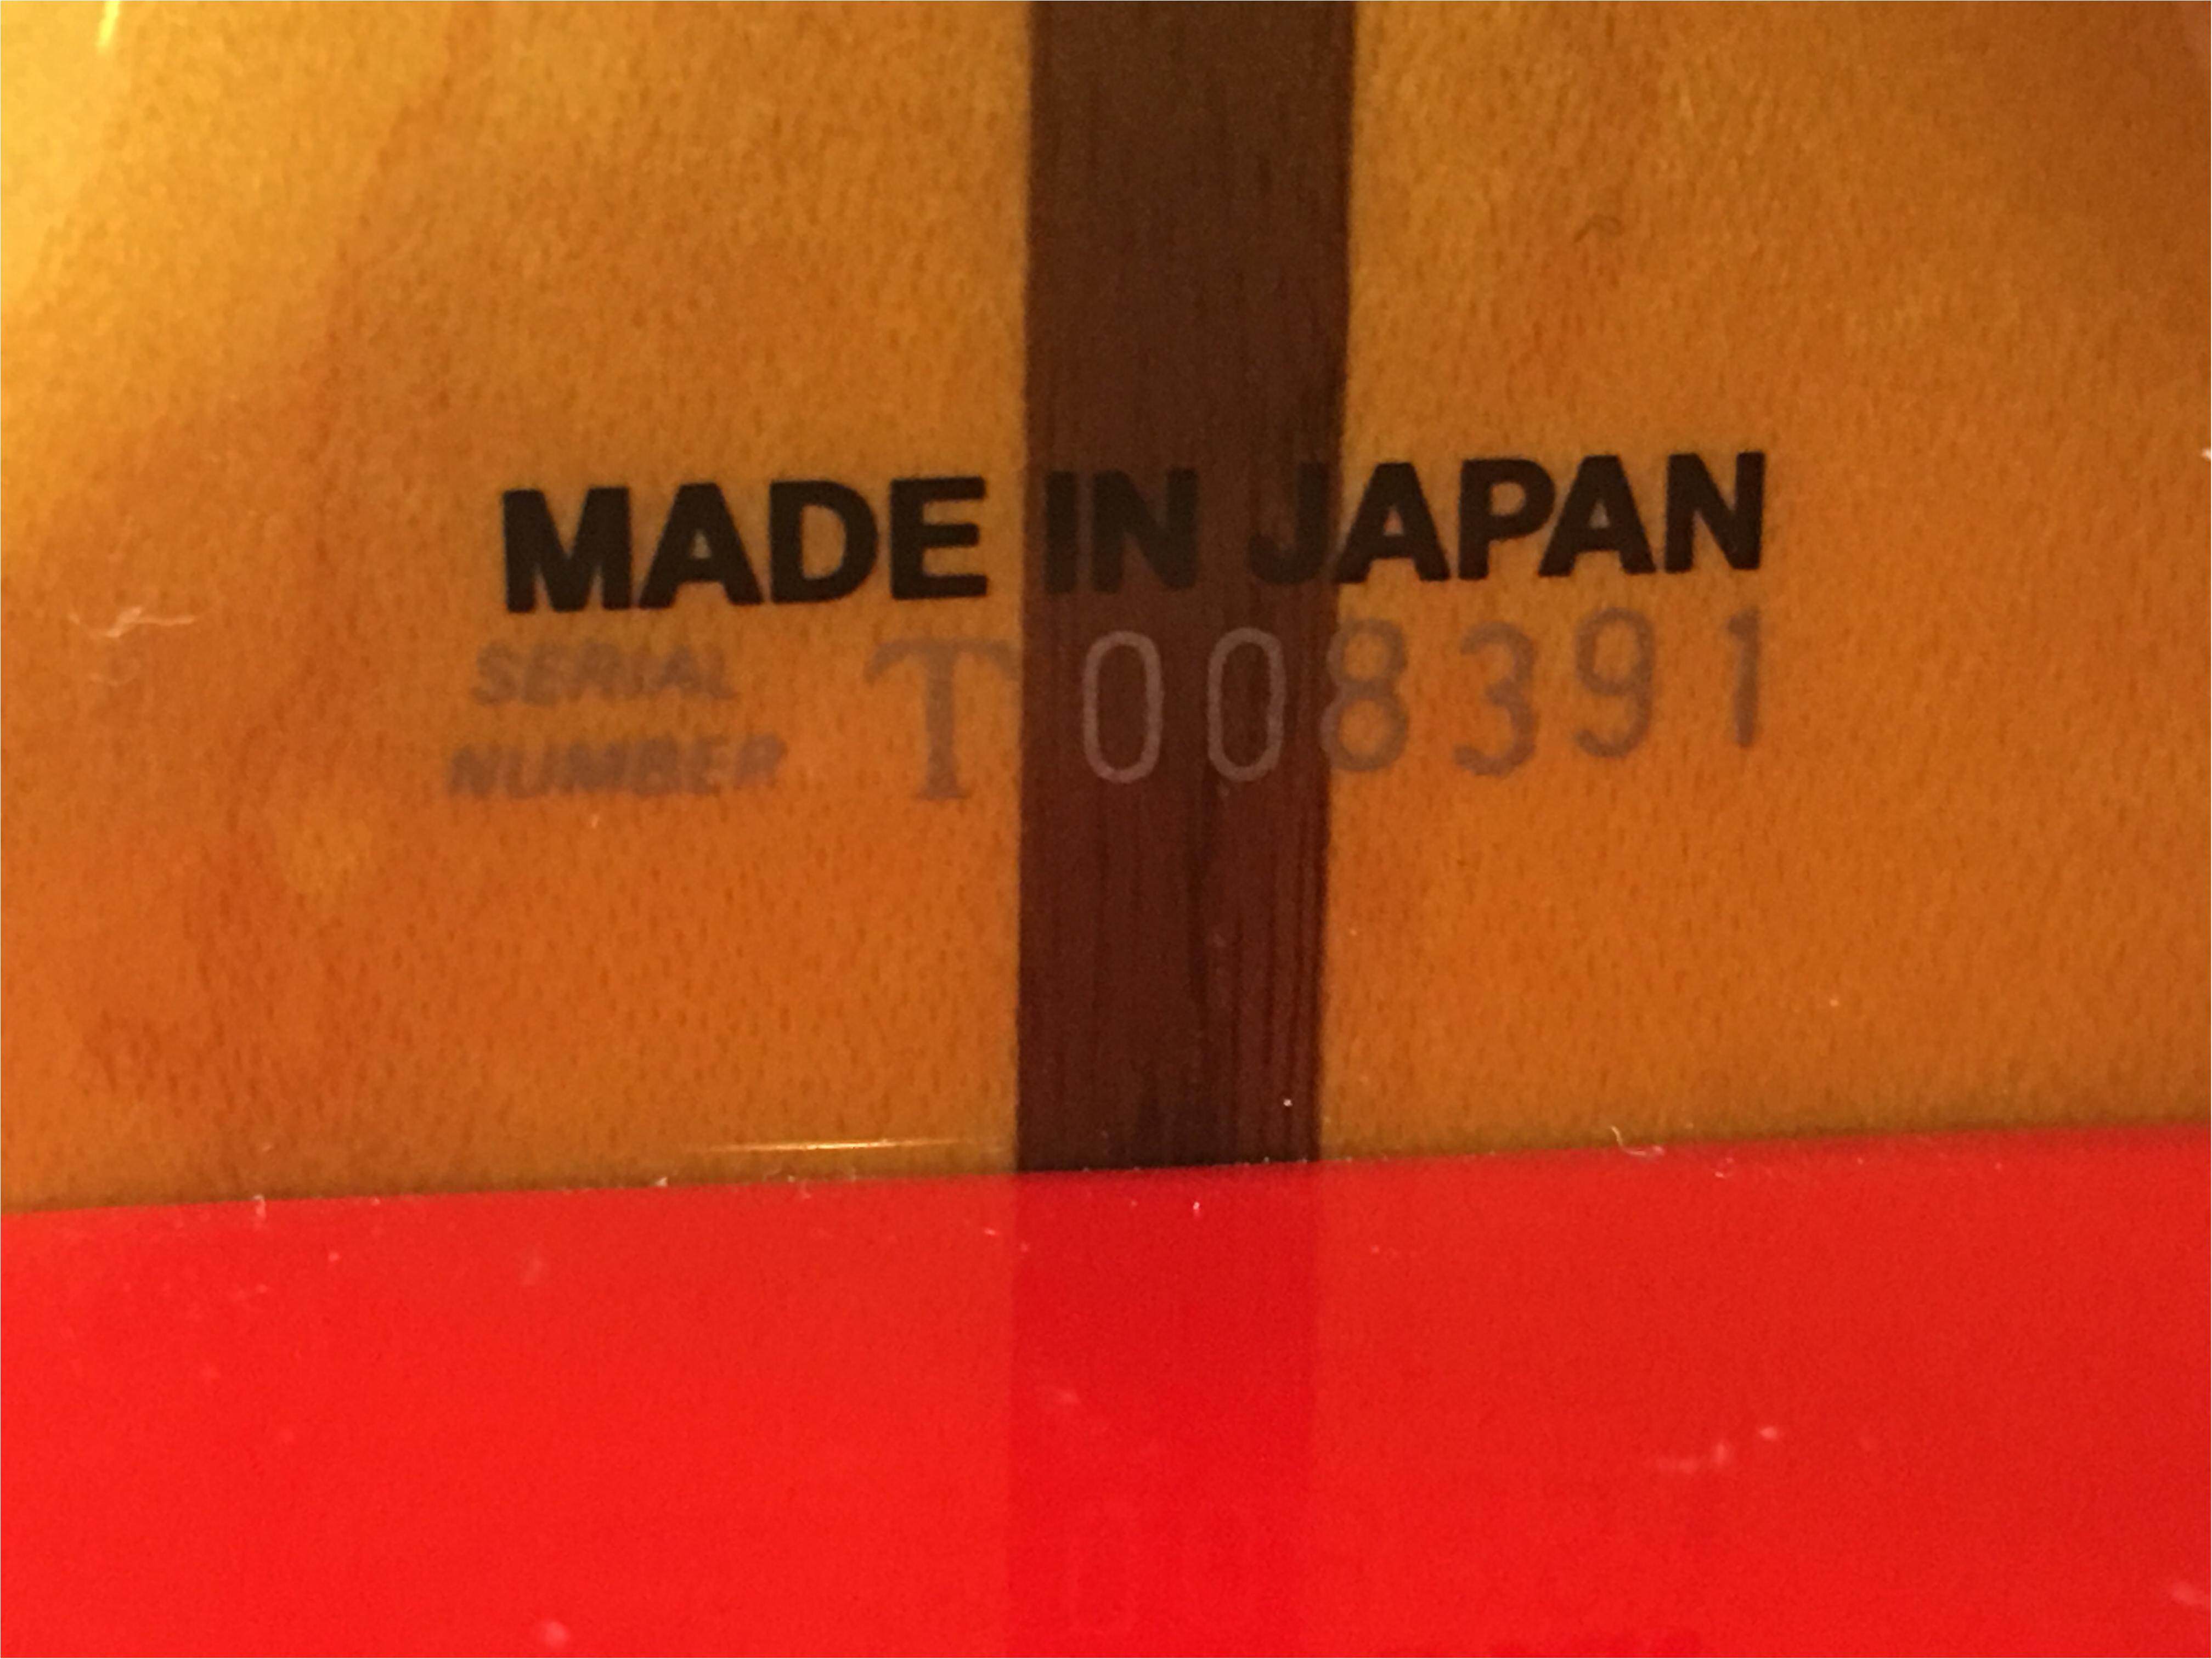 MADE IN JAPAN
SERIAL NUMBER T008391